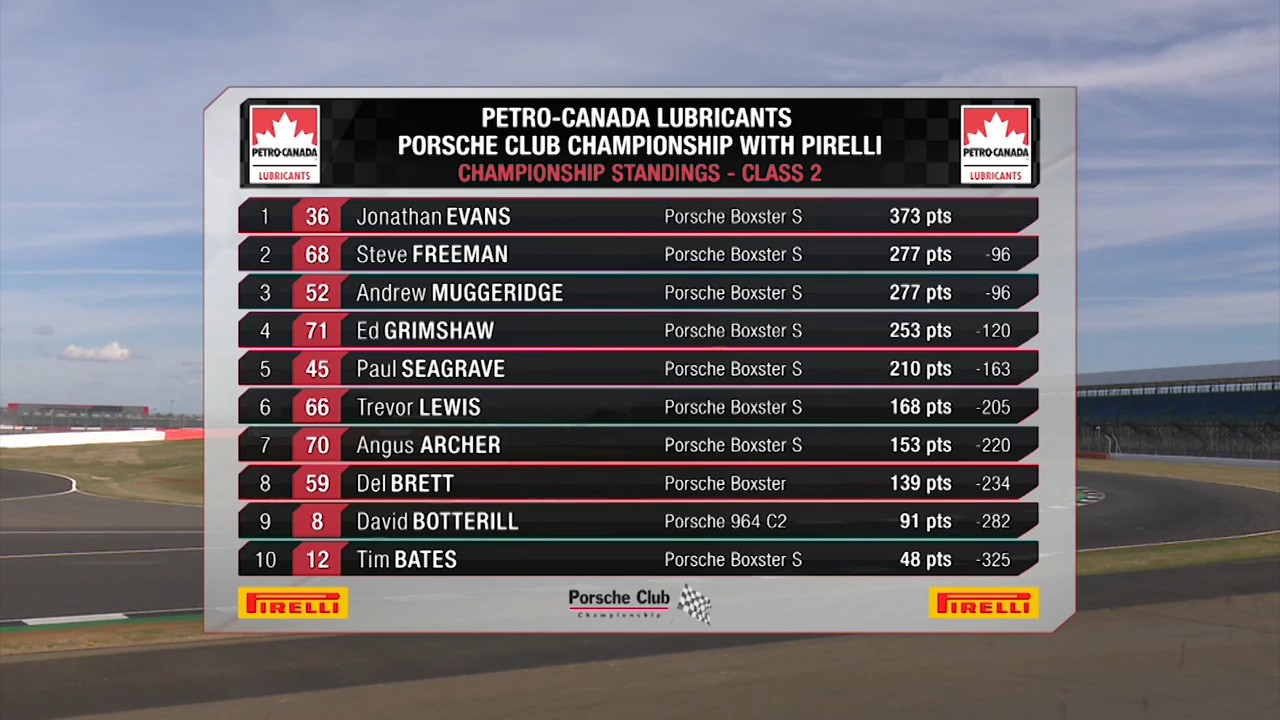 PETRO-CANADA LUBRICANTS
PORSCHE CLUB CHAMPIONSHIP WITH PIRELLI
CHAMPIONSHIP STANDINGS - CLASS 2
PETRO-CANADA
LUBRICANTS
PETRO-CANADA
LUBRICANTS
1 36 Jonathan EVANS Porsche Boxster S 373 pts
2 68 Steve FREEMAN Porsche Boxster S 277 pts -96
3 52 Andrew MUGGERIDGE Porsche Boxster S 277 pts -96
4 71 Ed GRIMSHAW Porsche Boxster S 253 pts -120
5 45 Paul SEAGRAVE Porsche Boxster S 210 pts -163
6 66 Trevor LEWIS Porsche Boxster S 168 pts -205
7 70 Angus ARCHER Porsche Boxster S 153 pts -220
8 59 Del BRETT Porsche Boxster 139 pts -234
9 8 David BOTTERILL Porsche 964 C2 91 pts -282
10 12 Tim BATES Porsche Boxster S 48 pts -325
PIRELLI
Porsche Club
Championship
PIRELLI